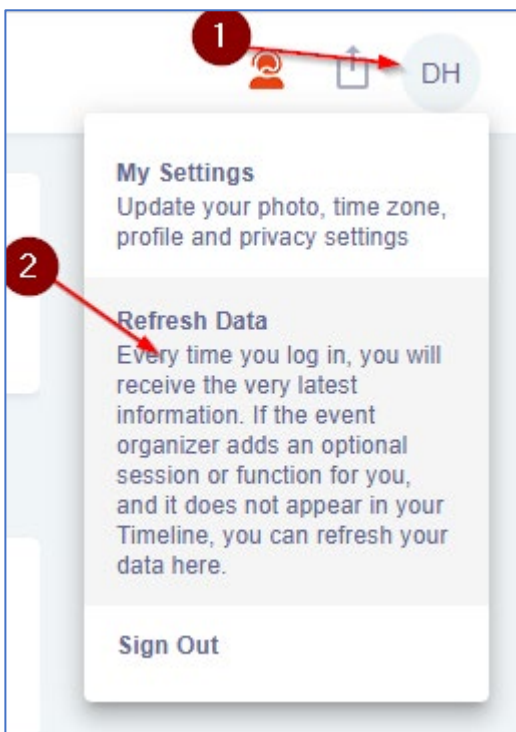 1
DH
My Settings
Update your photo, time zone,
profile and privacy settings
2
Refresh Data
Every time you log in, you will
receive the very latest
information. If the event
organizer adds an optional
session or function for you,
and it does not appear in your
Timeline, you can refresh your
data here.
Sign Out